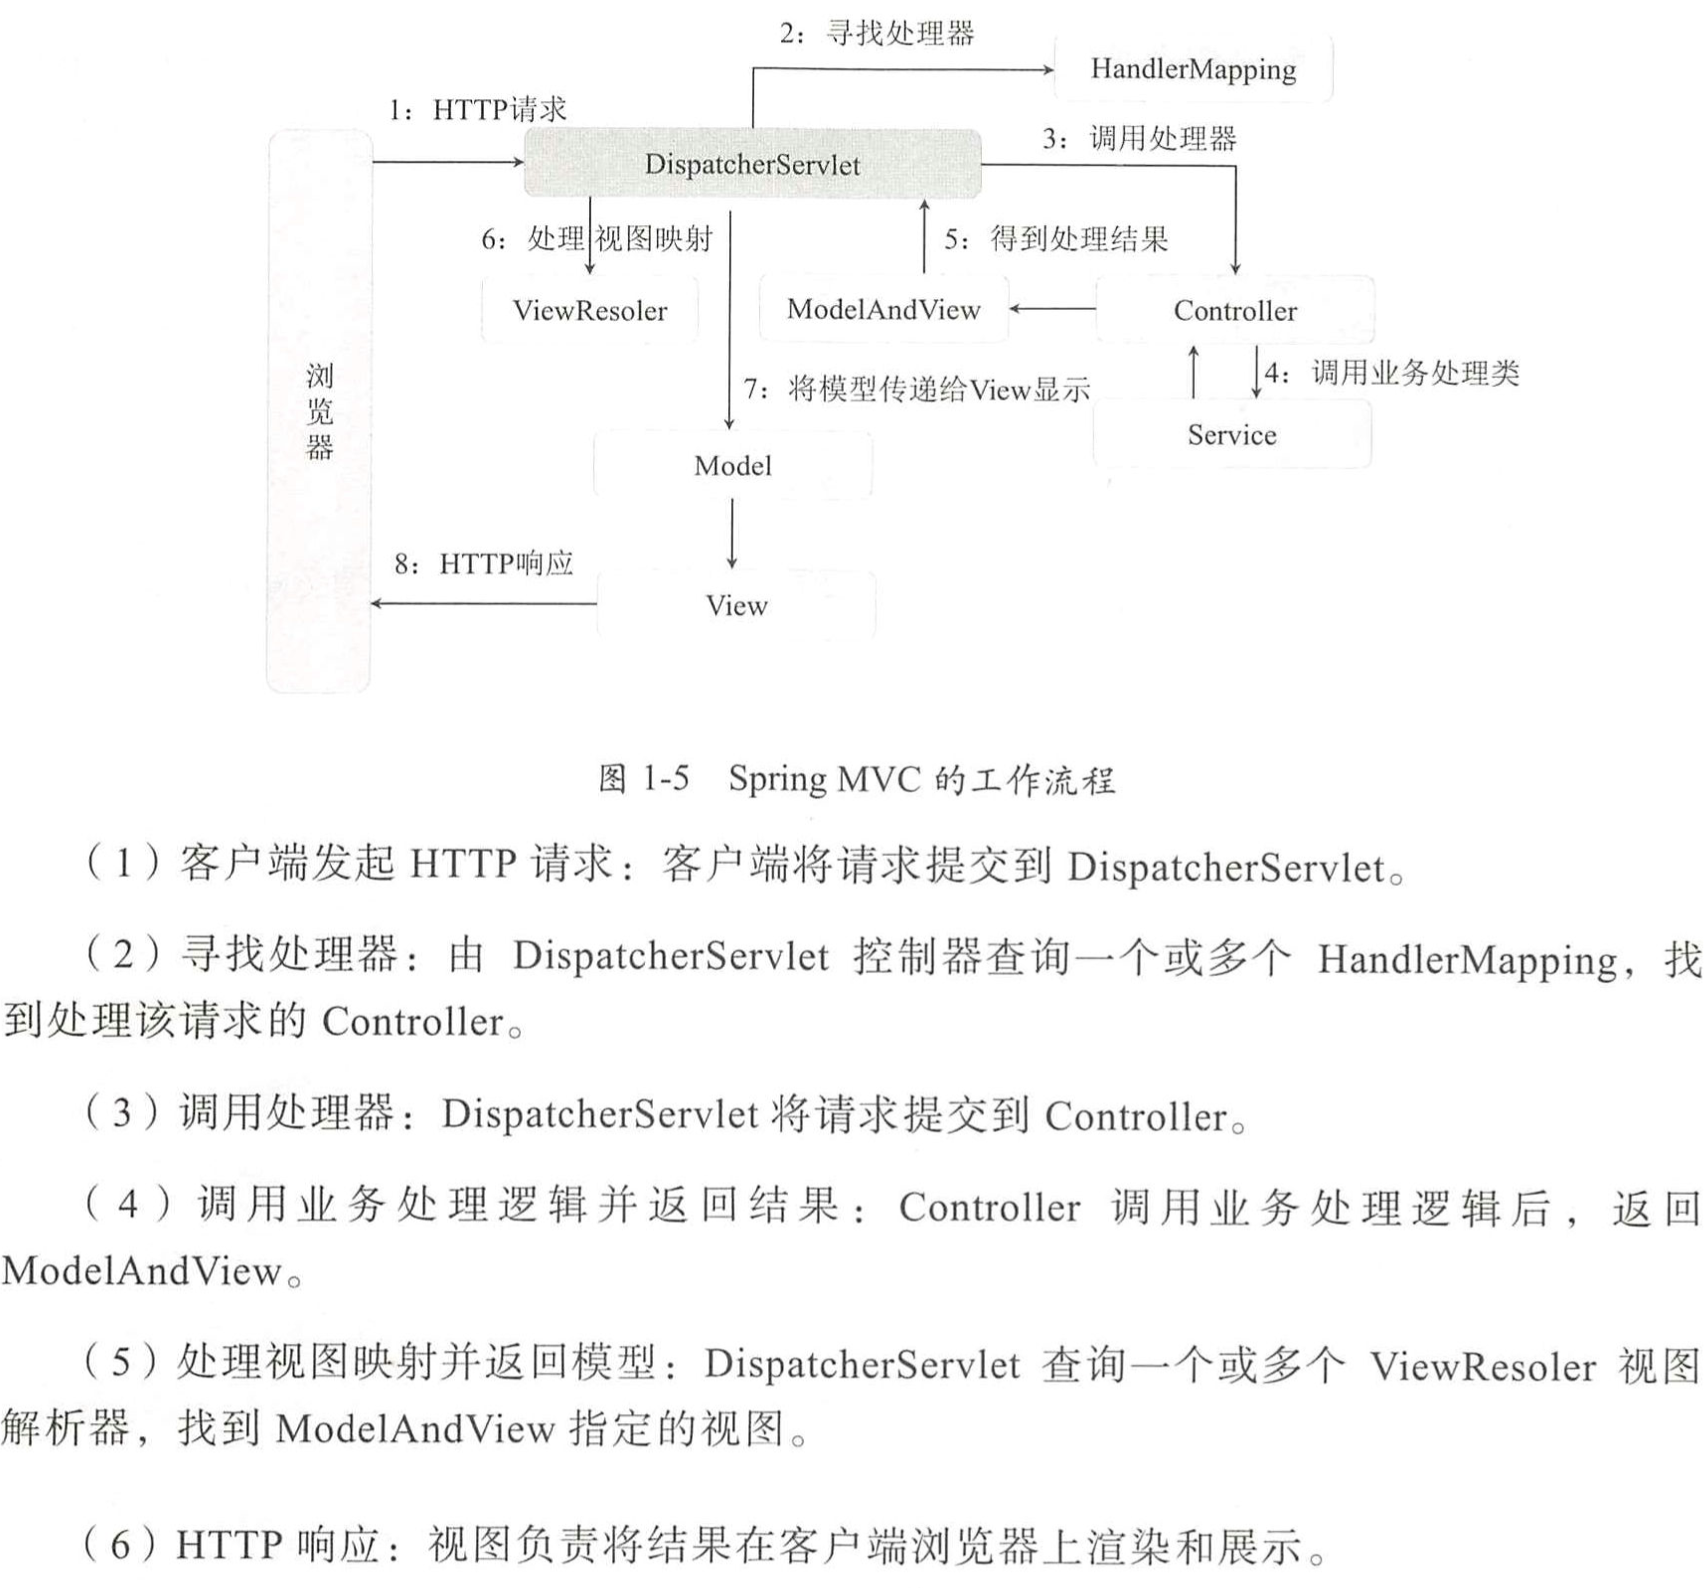 2：寻找处理器
HandlerMapping
1：HTTP请求
DispatcherServlet
3：调用处理器
6：处理视图映射
5：得到处理结果
ViewResoler
ModelAndView
Controller
浏览器
7：将模型传递给View显示
4：调用业务处理类
Service
Model
8：HTTP响应
View
图 1-5 Spring MVC 的工作流程
（1）客户端发起 HTTP 请求：客户端将请求提交到 DispatcherServlet。
（2）寻找处理器：由 DispatcherServlet 控制器查询一个或多个 HandlerMapping，找
到处理该请求的 Controller。
（3）调用处理器：DispatcherServlet 将请求提交到 Controller。
（4）调用业务处理逻辑并返回结果：Controller 调用业务处理逻辑后，返回
ModelAndView。
（5）处理视图映射并返回模型：DispatcherServlet 查询一个或多个 ViewResoler 视图
解析器，找到 ModelAndView 指定的视图。
（6）HTTP 响应：视图负责将结果在客户端浏览器上渲染和展示。